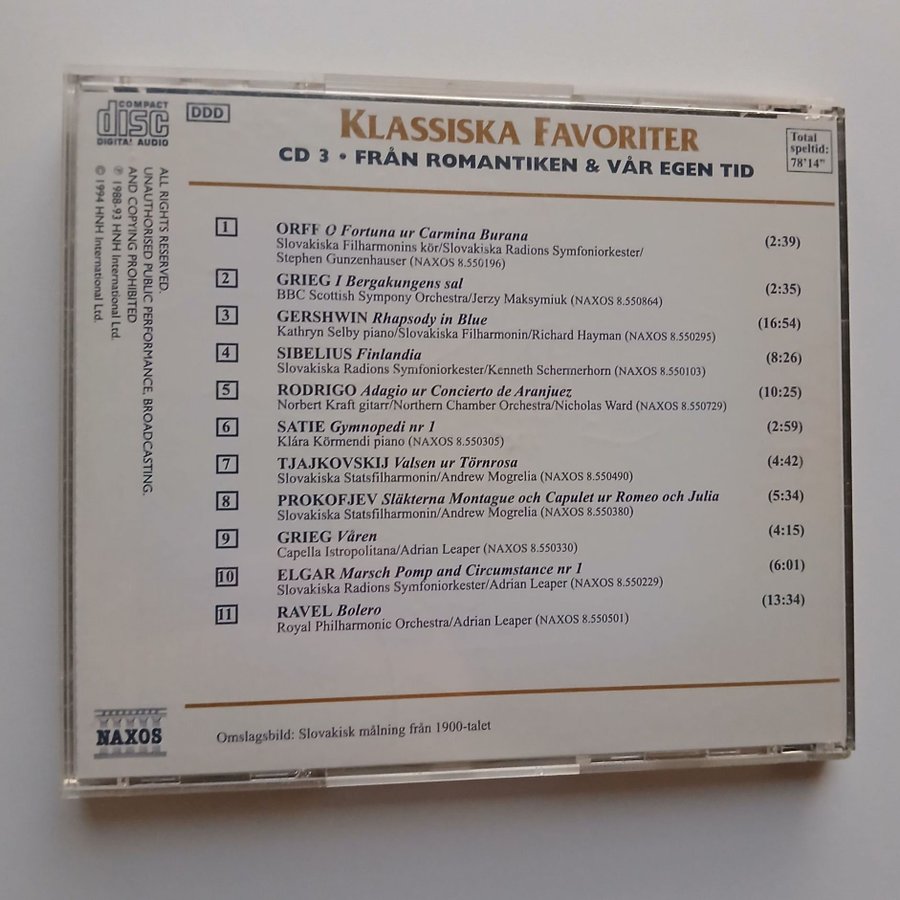 COMPACT
disc
DIGITAL AUDIO
DDD
KLASSISKA FAVORITER
CD 3 • FRÅN ROMANTIKEN & VÅR EGEN TID
Total
speltid:
78'14"
1 ORFF O Fortuna ur Carmina Burana (2:39)
Slovakiska Filharmonins kör/Slovakiska Radions Symfoniorkester/
Stephen Gunzenhauser (NAXOS 8.550196)
2 GRIEG I Bergakungens sal (2:35)
BBC Scottish Sympony Orchestra/Jerzy Maksymiuk (NAXOS 8.550864)
3 GERSHWIN Rhapsody in Blue (16:54)
Kathryn Selby piano/Slovakiska Filharmonin/Richard Hayman (NAXOS 8.550295)
4 SIBELIUS Finlandia (8:26)
Slovakiska Radions Symfoniorkester/Kenneth Schermerhorn (NAXOS 8.550103)
5 RODRIGO Adagio ur Concierto de Aranjuez (10:25)
Norbert Kraft gitarr/Northern Chamber Orchestra/Nicholas Ward (NAXOS 8.550729)
6 SATIE Gymnopedi nr 1 (2:59)
Klára Körmendi piano (NAXOS 8.550305)
7 TJAJKOVSKIJ Valsen ur Törnrosa (4:42)
Slovakiska Statsfilharmonin/Andrew Mogrelia (NAXOS 8.550490)
8 PROKOFJEV Släkterna Montague och Capulet ur Romeo och Julia (5:34)
Slovakiska Statsfilharmonin/Andrew Mogrelia (NAXOS 8.550380)
9 GRIEG Våren (4:15)
Capella Istropolitana/Adrian Leaper (NAXOS 8.550330)
10 ELGAR Marsch Pomp and Circumstance nr 1 (6:01)
Slovakiska Radions Symfoniorkester/Adrian Leaper (NAXOS 8.550229)
11 RAVEL Bolero (13:34)
Royal Philharmonic Orchestra/Adrian Leaper (NAXOS 8.550501)
ALL RIGHTS RESERVED.
UNAUTHORISED PUBLIC PERFORMANCE, BROADCASTING,
AND COPYING PROHIBITED
℗ 1988-93 HNH International Ltd.
© 1994 HNH International Ltd.
NAXOS
Omslagsbild: Slovakisk målning från 1900-talet